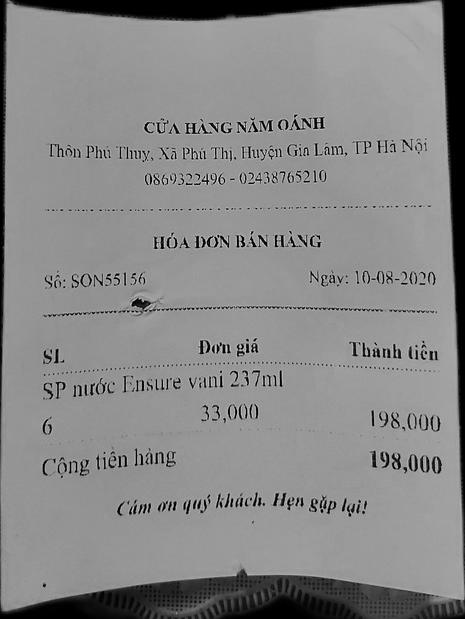 CỬA HÀNG NĂM OÁNH
Thôn Phú Thuỵ, Xã Phú Thị, Huyện Gia Lâm, TP Hà Nội
0869322496 - 02438765210
HÓA ĐƠN BÁN HÀNG
Số: SON55156 Ngày: 10-08-2020
SL Đơn giá Thành tiền
SP nước Ensure vani 237ml
6 33,000 198,000
Cộng tiền hàng 198,000
Cám ơn quý khách. Hẹn gặp lại!